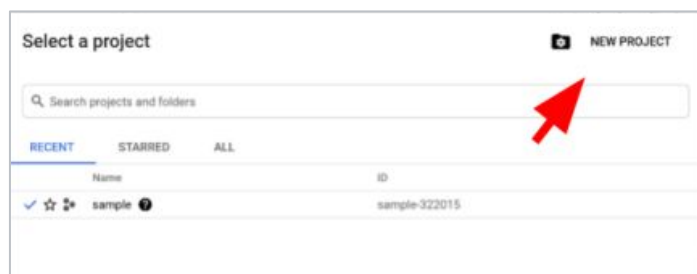 Select a project
NEW PROJECT
Search projects and folders
RECENT STARRED ALL
Name ID
sample sample-322015